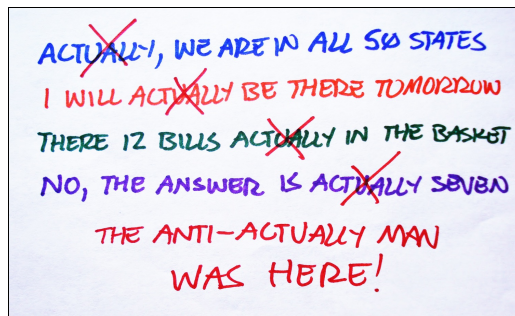 ACTUALLY, WE ARE IN ALL 50 STATES
I WILL ACTUALLY BE THERE TOMORROW
THERE 12 BILLS ACTUALLY IN THE BASKET
NO, THE ANSWER IS ACTUALLY SEVEN
THE ANTI-ACTUALLY MAN
WAS HERE!